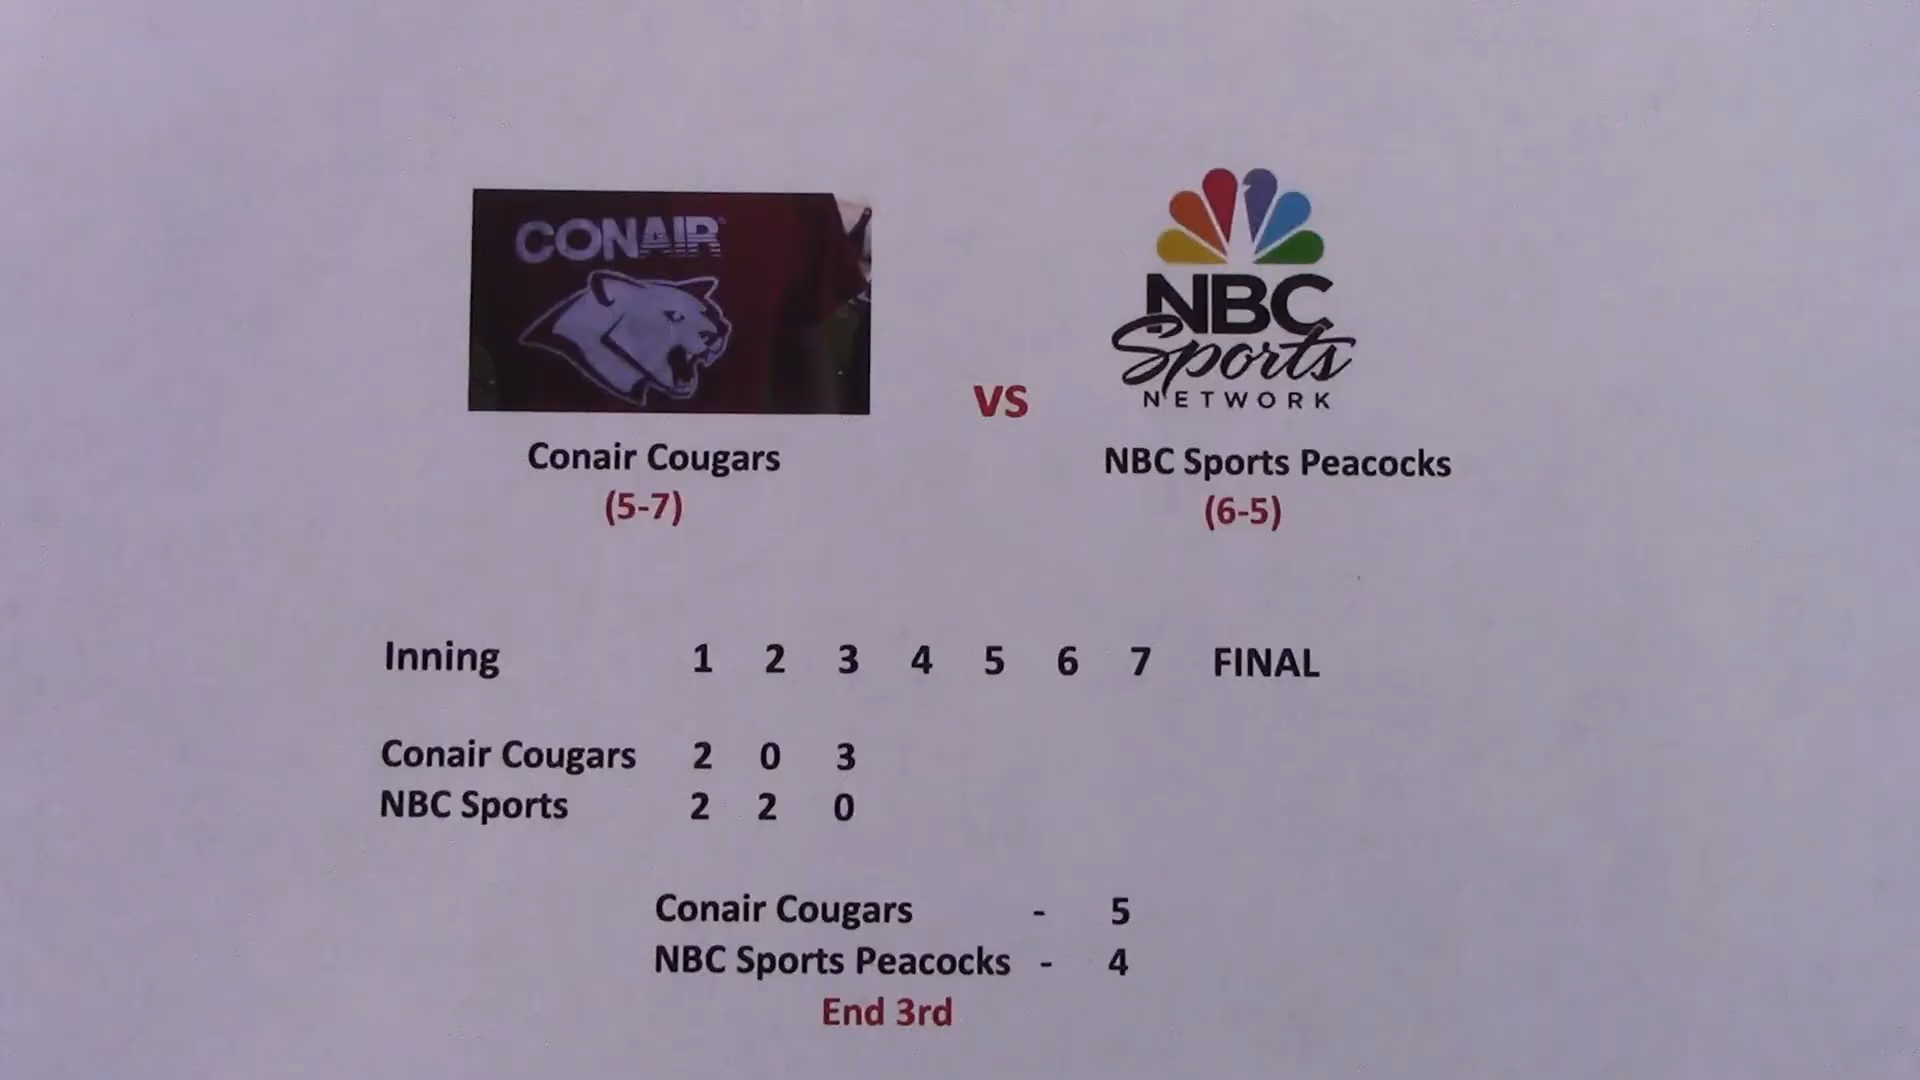 CONAIR
NBC
Sports
NETWORK
VS
Conair Cougars
NBC Sports Peacocks
(5-7)
(6-5)
Inning 1 2 3 4 5 6 7 FINAL
Conair Cougars 2 0 3
NBC Sports 2 2 0
Conair Cougars - 5
NBC Sports Peacocks - 4
End 3rd